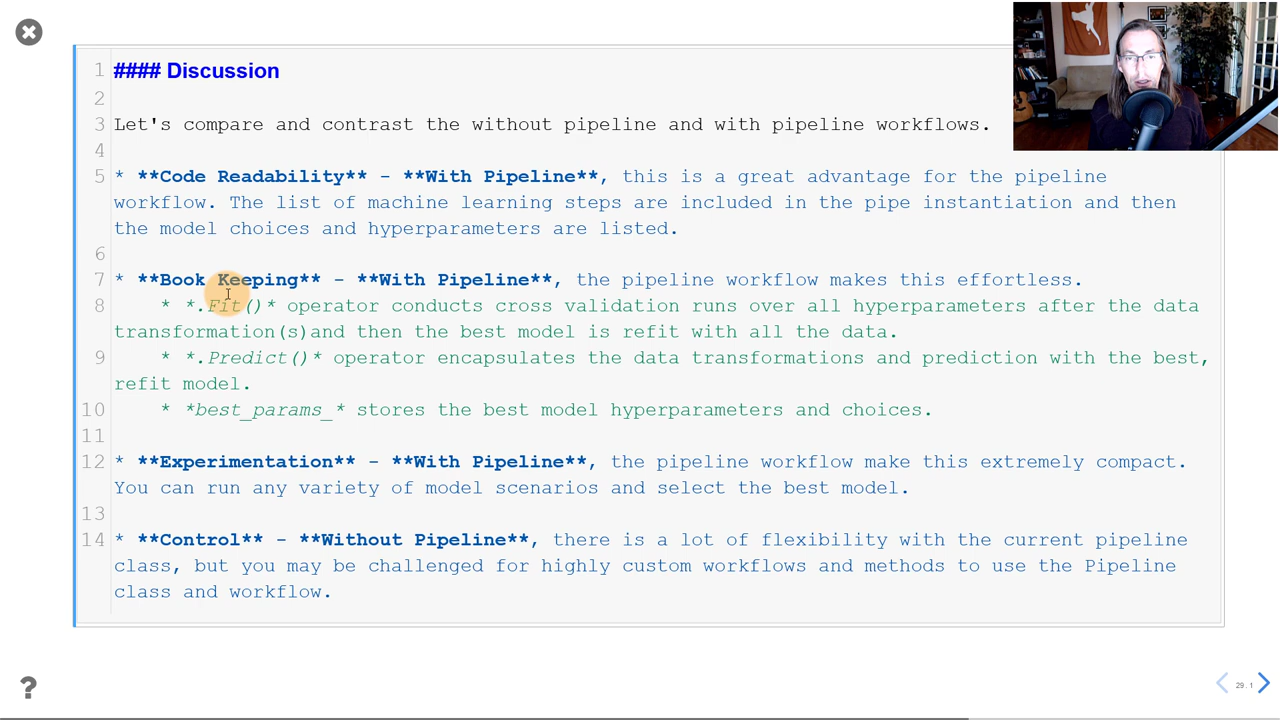 1 #### Discussion
2
3 Let's compare and contrast the without pipeline and with pipeline workflows.
4
5 * **Code Readability** - **With Pipeline**, this is a great advantage for the pipeline
workflow. The list of machine learning steps are included in the pipe instantiation and then
the model choices and hyperparameters are listed.
6
7 * **Book Keeping** - **With Pipeline**, the pipeline workflow makes this effortless.
8 * *.Fit()* operator conducts cross validation runs over all hyperparameters after the data
transformation(s)and then the best model is refit with all the data.
9 * *.Predict()* operator encapsulates the data transformations and prediction with the best,
refit model.
10 * *best_params_* stores the best model hyperparameters and choices.
11
12 * **Experimentation** - **With Pipeline**, the pipeline workflow make this extremely compact.
You can run any variety of model scenarios and select the best model.
13
14 * **Control** - **Without Pipeline**, there is a lot of flexibility with the current pipeline
class, but you may be challenged for highly custom workflows and methods to use the Pipeline
class and workflow.
?
29.1